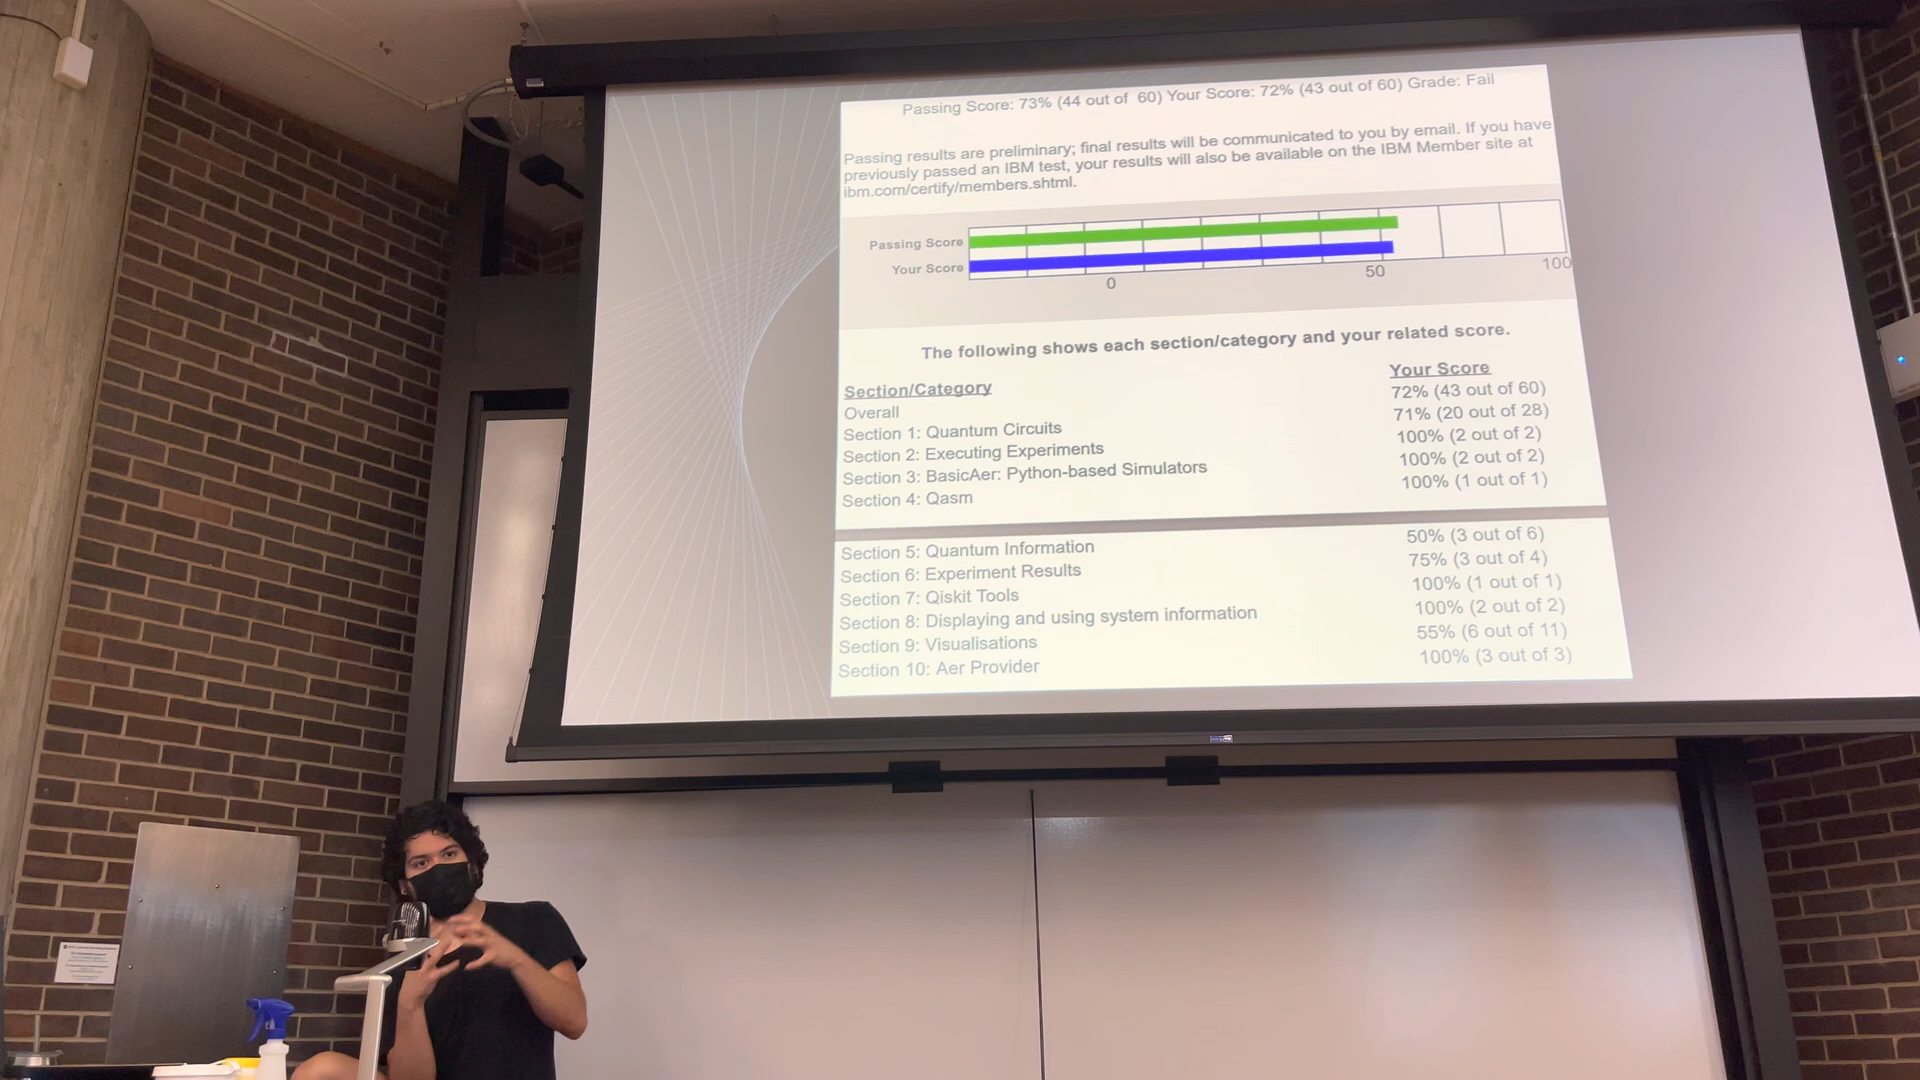 Passing Score: 73% (44 out of 60) Your Score: 72% (43 out of 60) Grade: Fail
Passing results are preliminary; final results will be communicated to you by email. If you have
previously passed an IBM test, your results will also be available on the IBM Member site at
ibm.com/certify/members.shtml.
Passing Score
Your Score
0 50 100
The following shows each section/category and your related score.
Section/Category Your Score
Overall 72% (43 out of 60)
Section 1: Quantum Circuits 71% (20 out of 28)
Section 2: Executing Experiments 100% (2 out of 2)
Section 3: BasicAer: Python-based Simulators 100% (2 out of 2)
Section 4: Qasm 100% (1 out of 1)
Section 5: Quantum Information 50% (3 out of 6)
Section 6: Experiment Results 75% (3 out of 4)
Section 7: Qiskit Tools 100% (1 out of 1)
Section 8: Displaying and using system information 100% (2 out of 2)
Section 9: Visualisations 55% (6 out of 11)
Section 10: Aer Provider 100% (3 out of 3)